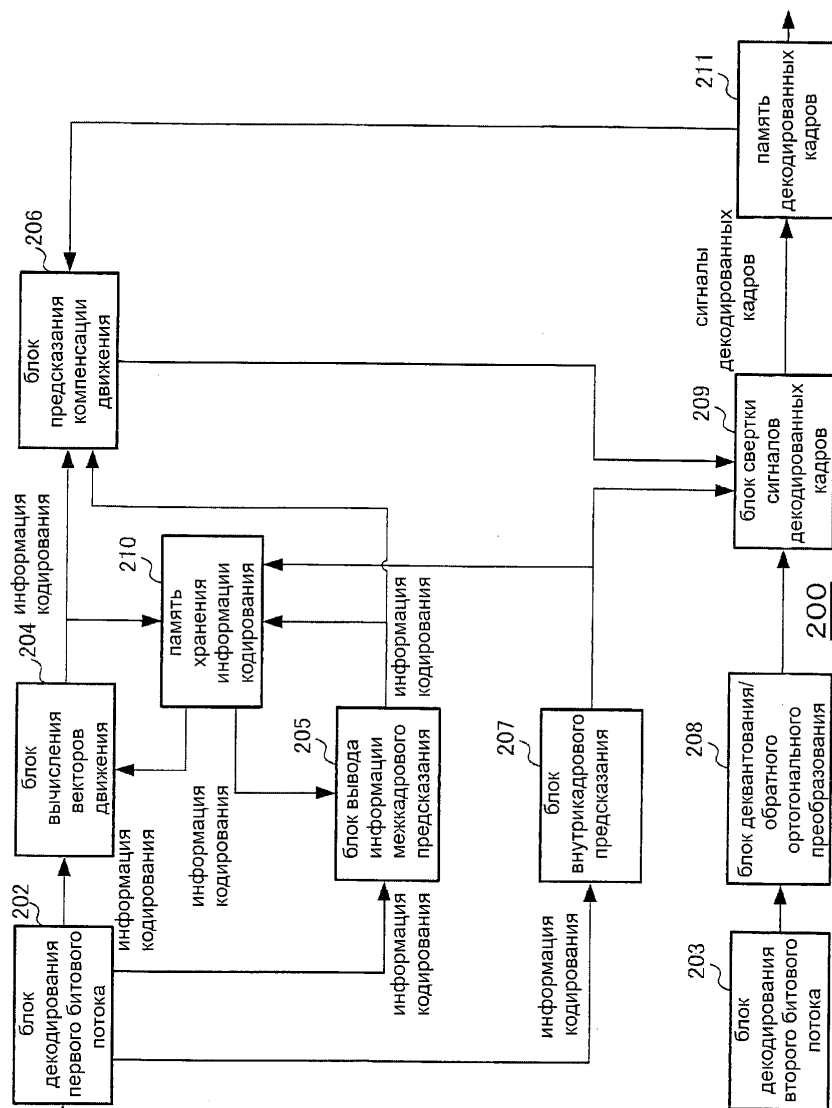 202
блок
декодирования
первого битового
потока
информация
кодирования
204
блок
вычисления
векторов
движения
информация
кодирования
206
блок
предсказания
компенсации
движения
210
память
хранения
информации
кодирования
информация
кодирования
205
блок вывода
информации
межкадрового
предсказания
информация
кодирования
информация
кодирования
207
блок
внутрикадрового
предсказания
информация
кодирования
203
блок
декодирования
второго битового
потока
208
блок деквантования/
обратного
ортогонального
преобразования
209
блок свертки
сигналов
декодированных
кадров
сигналы
декодированных
кадров
211
память
декодированных
кадров
200